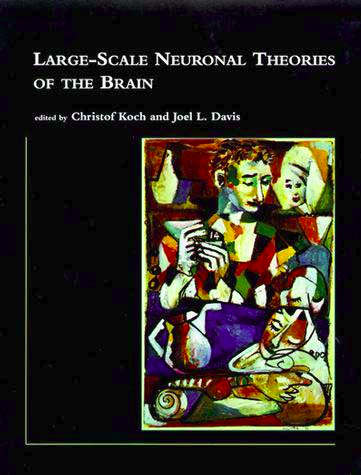 LARGE-SCALE NEURONAL THEORIES
OF THE BRAIN
edited by Christof Koch and Joel L. Davis